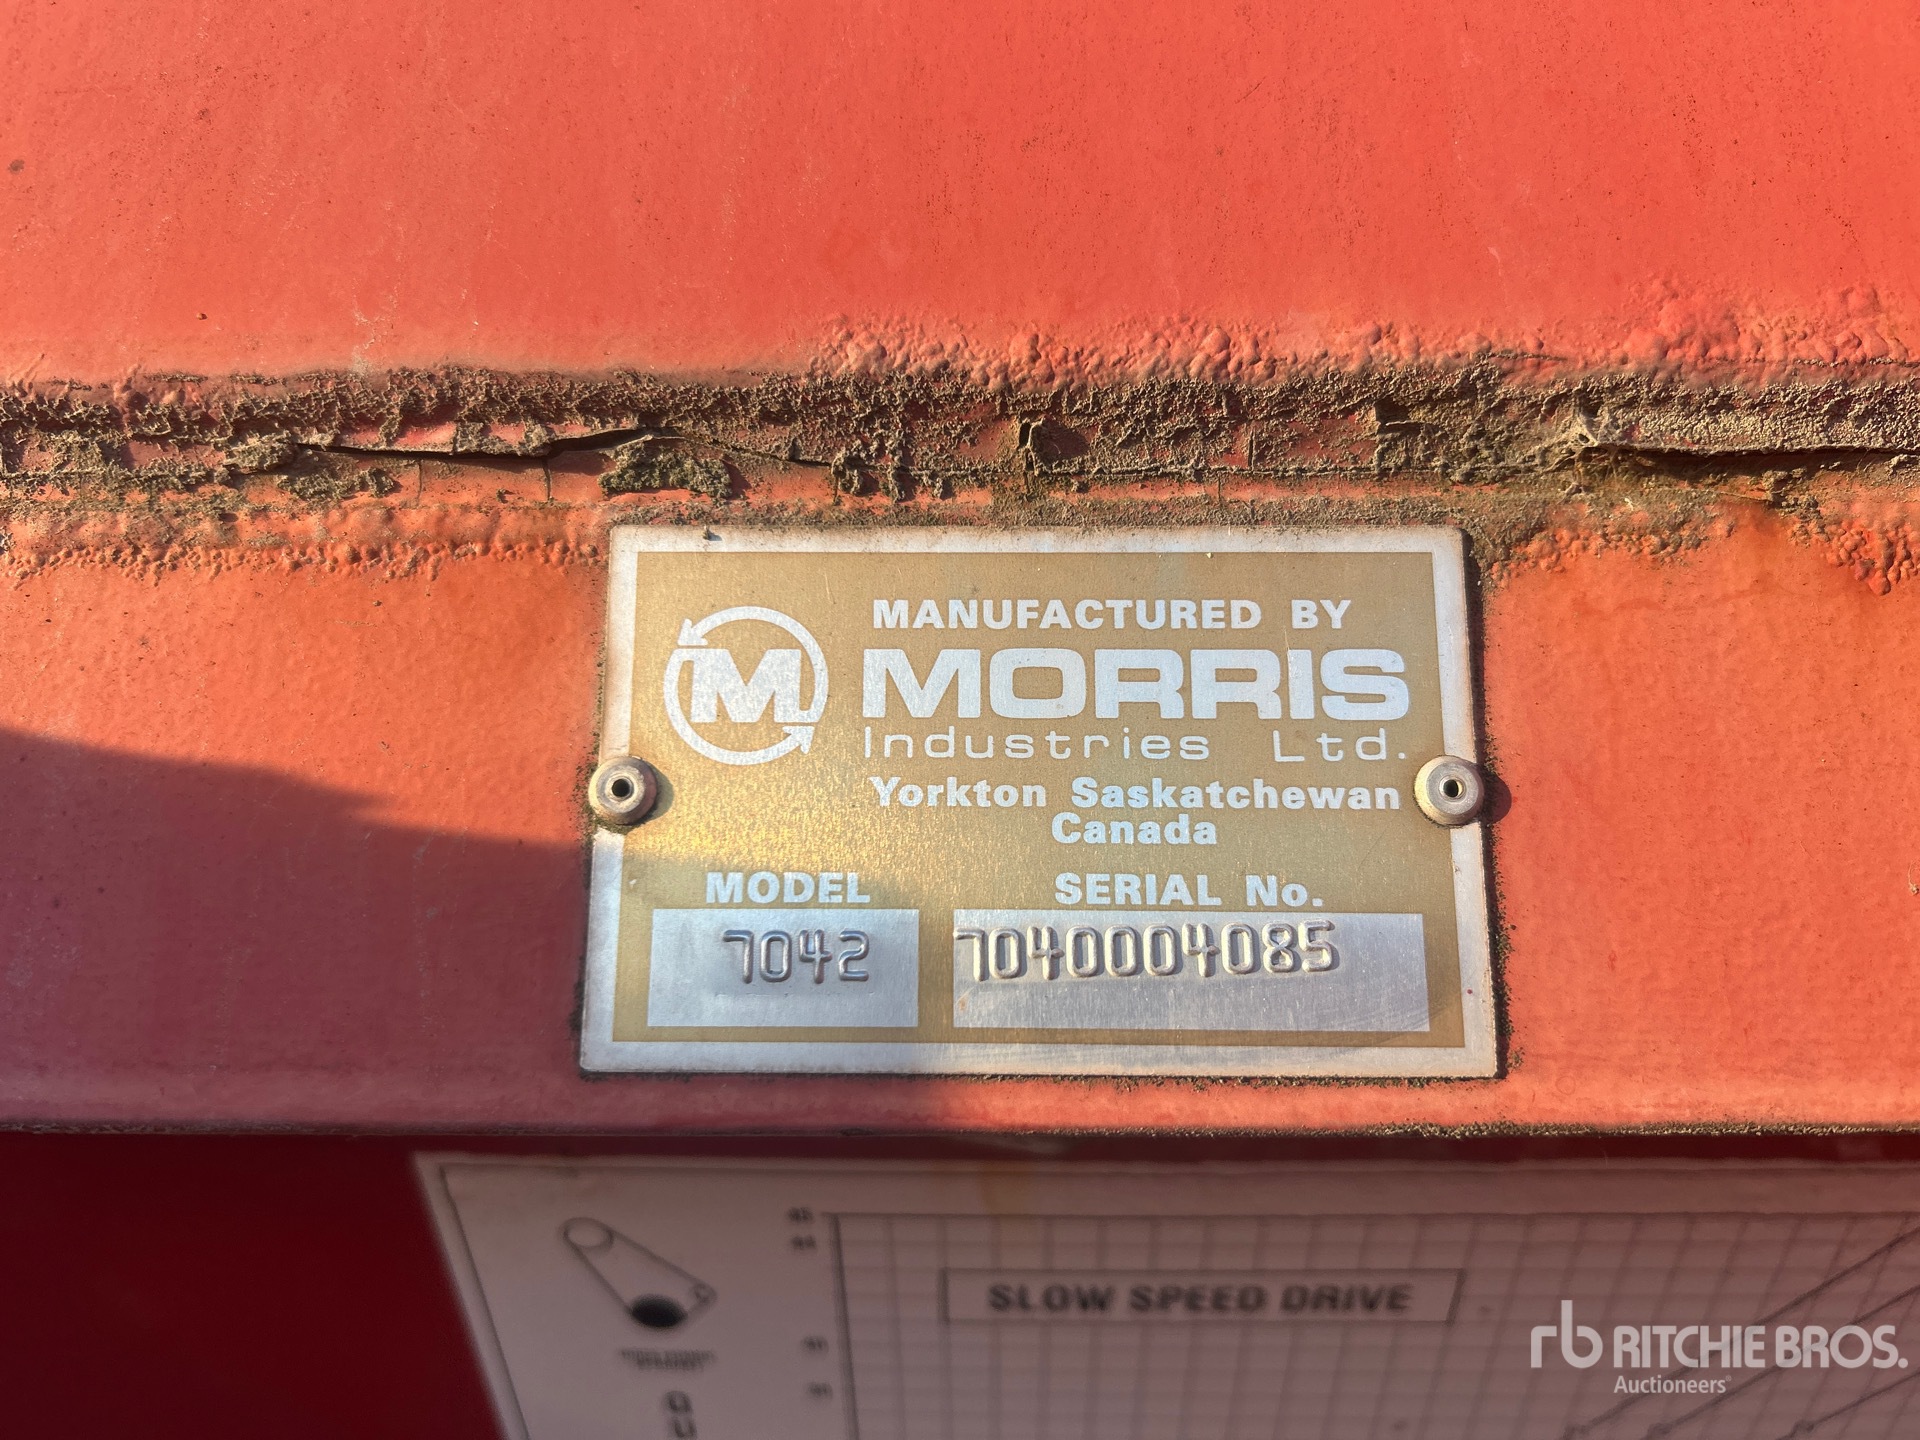 MANUFACTURED BY
M MORRIS
Industries Ltd.
Yorkton Saskatchewan
Canada
MODEL SERIAL No.
7042 7040004085
SLOW SPEED DRIVE
rb RITCHIE BROS.
Auctioneers